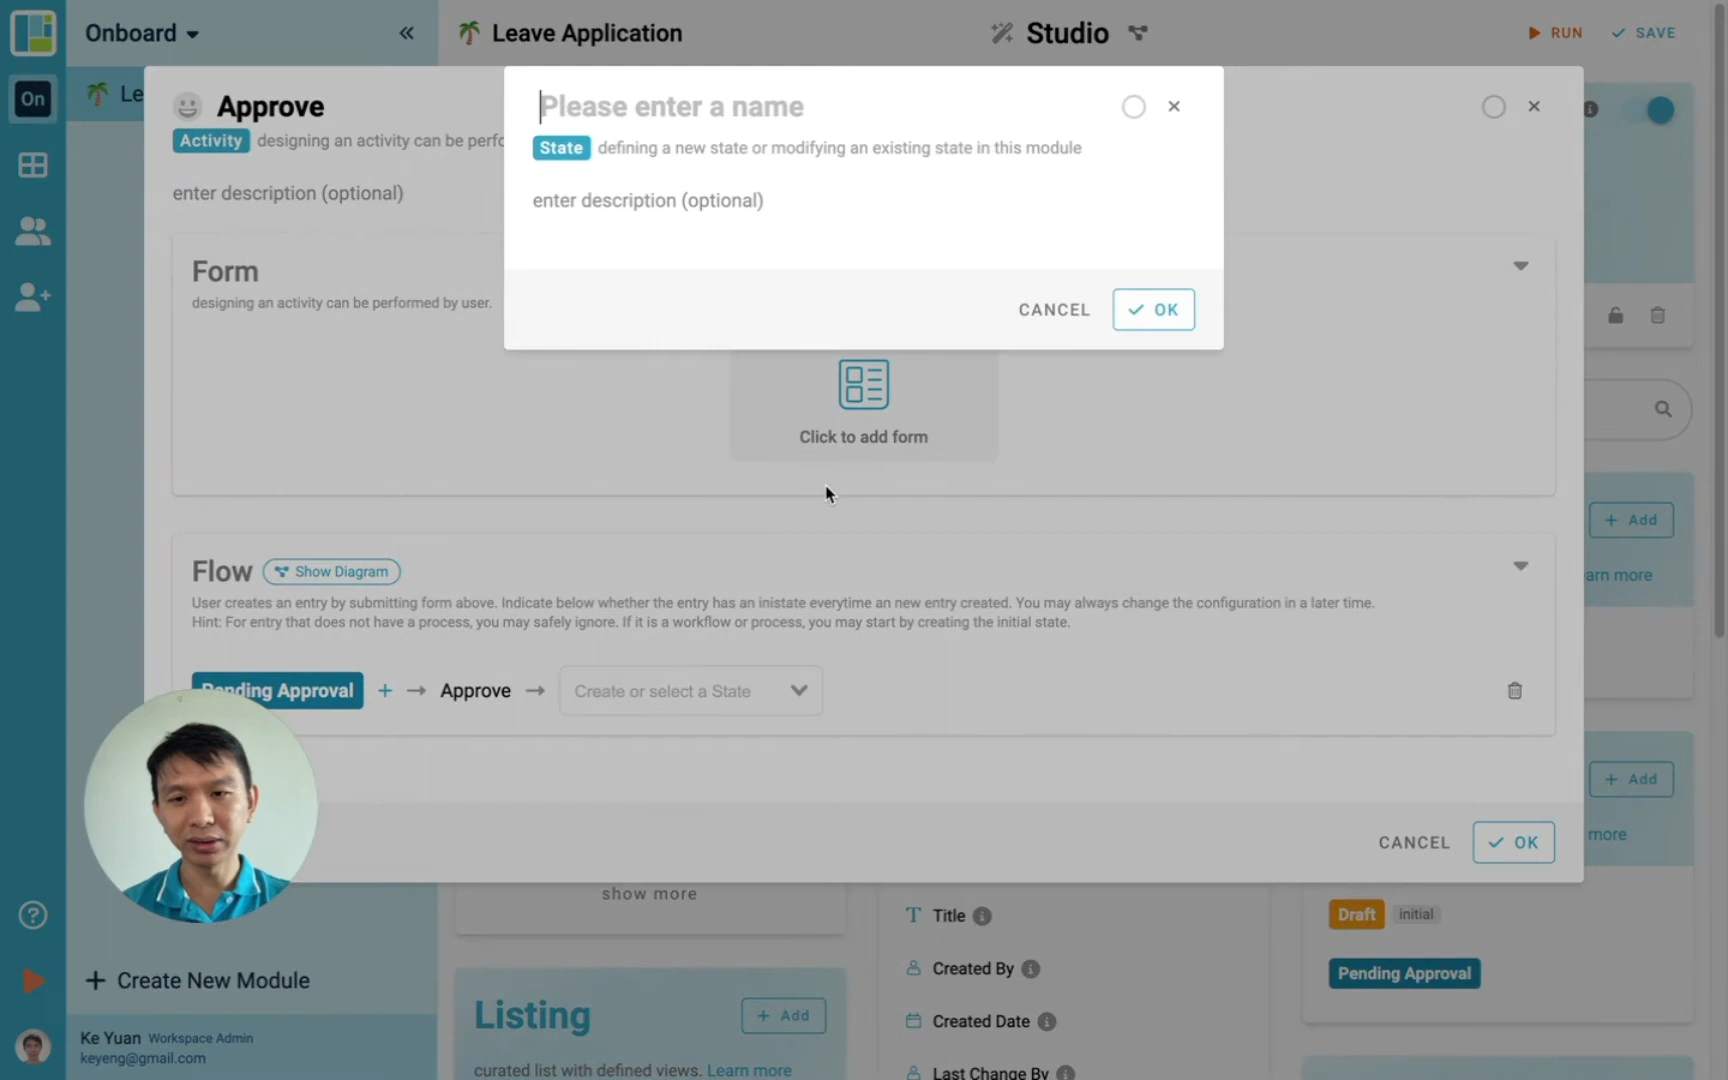 Onboard
Leave Application
Studio
RUN
SAVE
On
Le
Approve
Activity designing an activity can be perfo
enter description (optional)
Please enter a name
State defining a new state or modifying an existing state in this module
enter description (optional)
CANCEL
OK
Form
designing an activity can be performed by user.
Click to add form
Add
arn more
Flow
Show Diagram
User creates an entry by submitting form above. Indicate below whether the entry has an inistate everytime an new entry created. You may always change the configuration in a later time.
Hint: For entry that does not have a process, you may safely ignore. If it is a workflow or process, you may start by creating the initial state.
Pending Approval + → Approve → Create or select a State
Add
more
CANCEL
OK
show more
Title
Draft initial
Created By
Pending Approval
+ Create New Module
Listing
+ Add
Created Date
Ke Yuan Workspace Admin
keyeng@gmail.com
curated list with defined views. Learn more
Last Change By